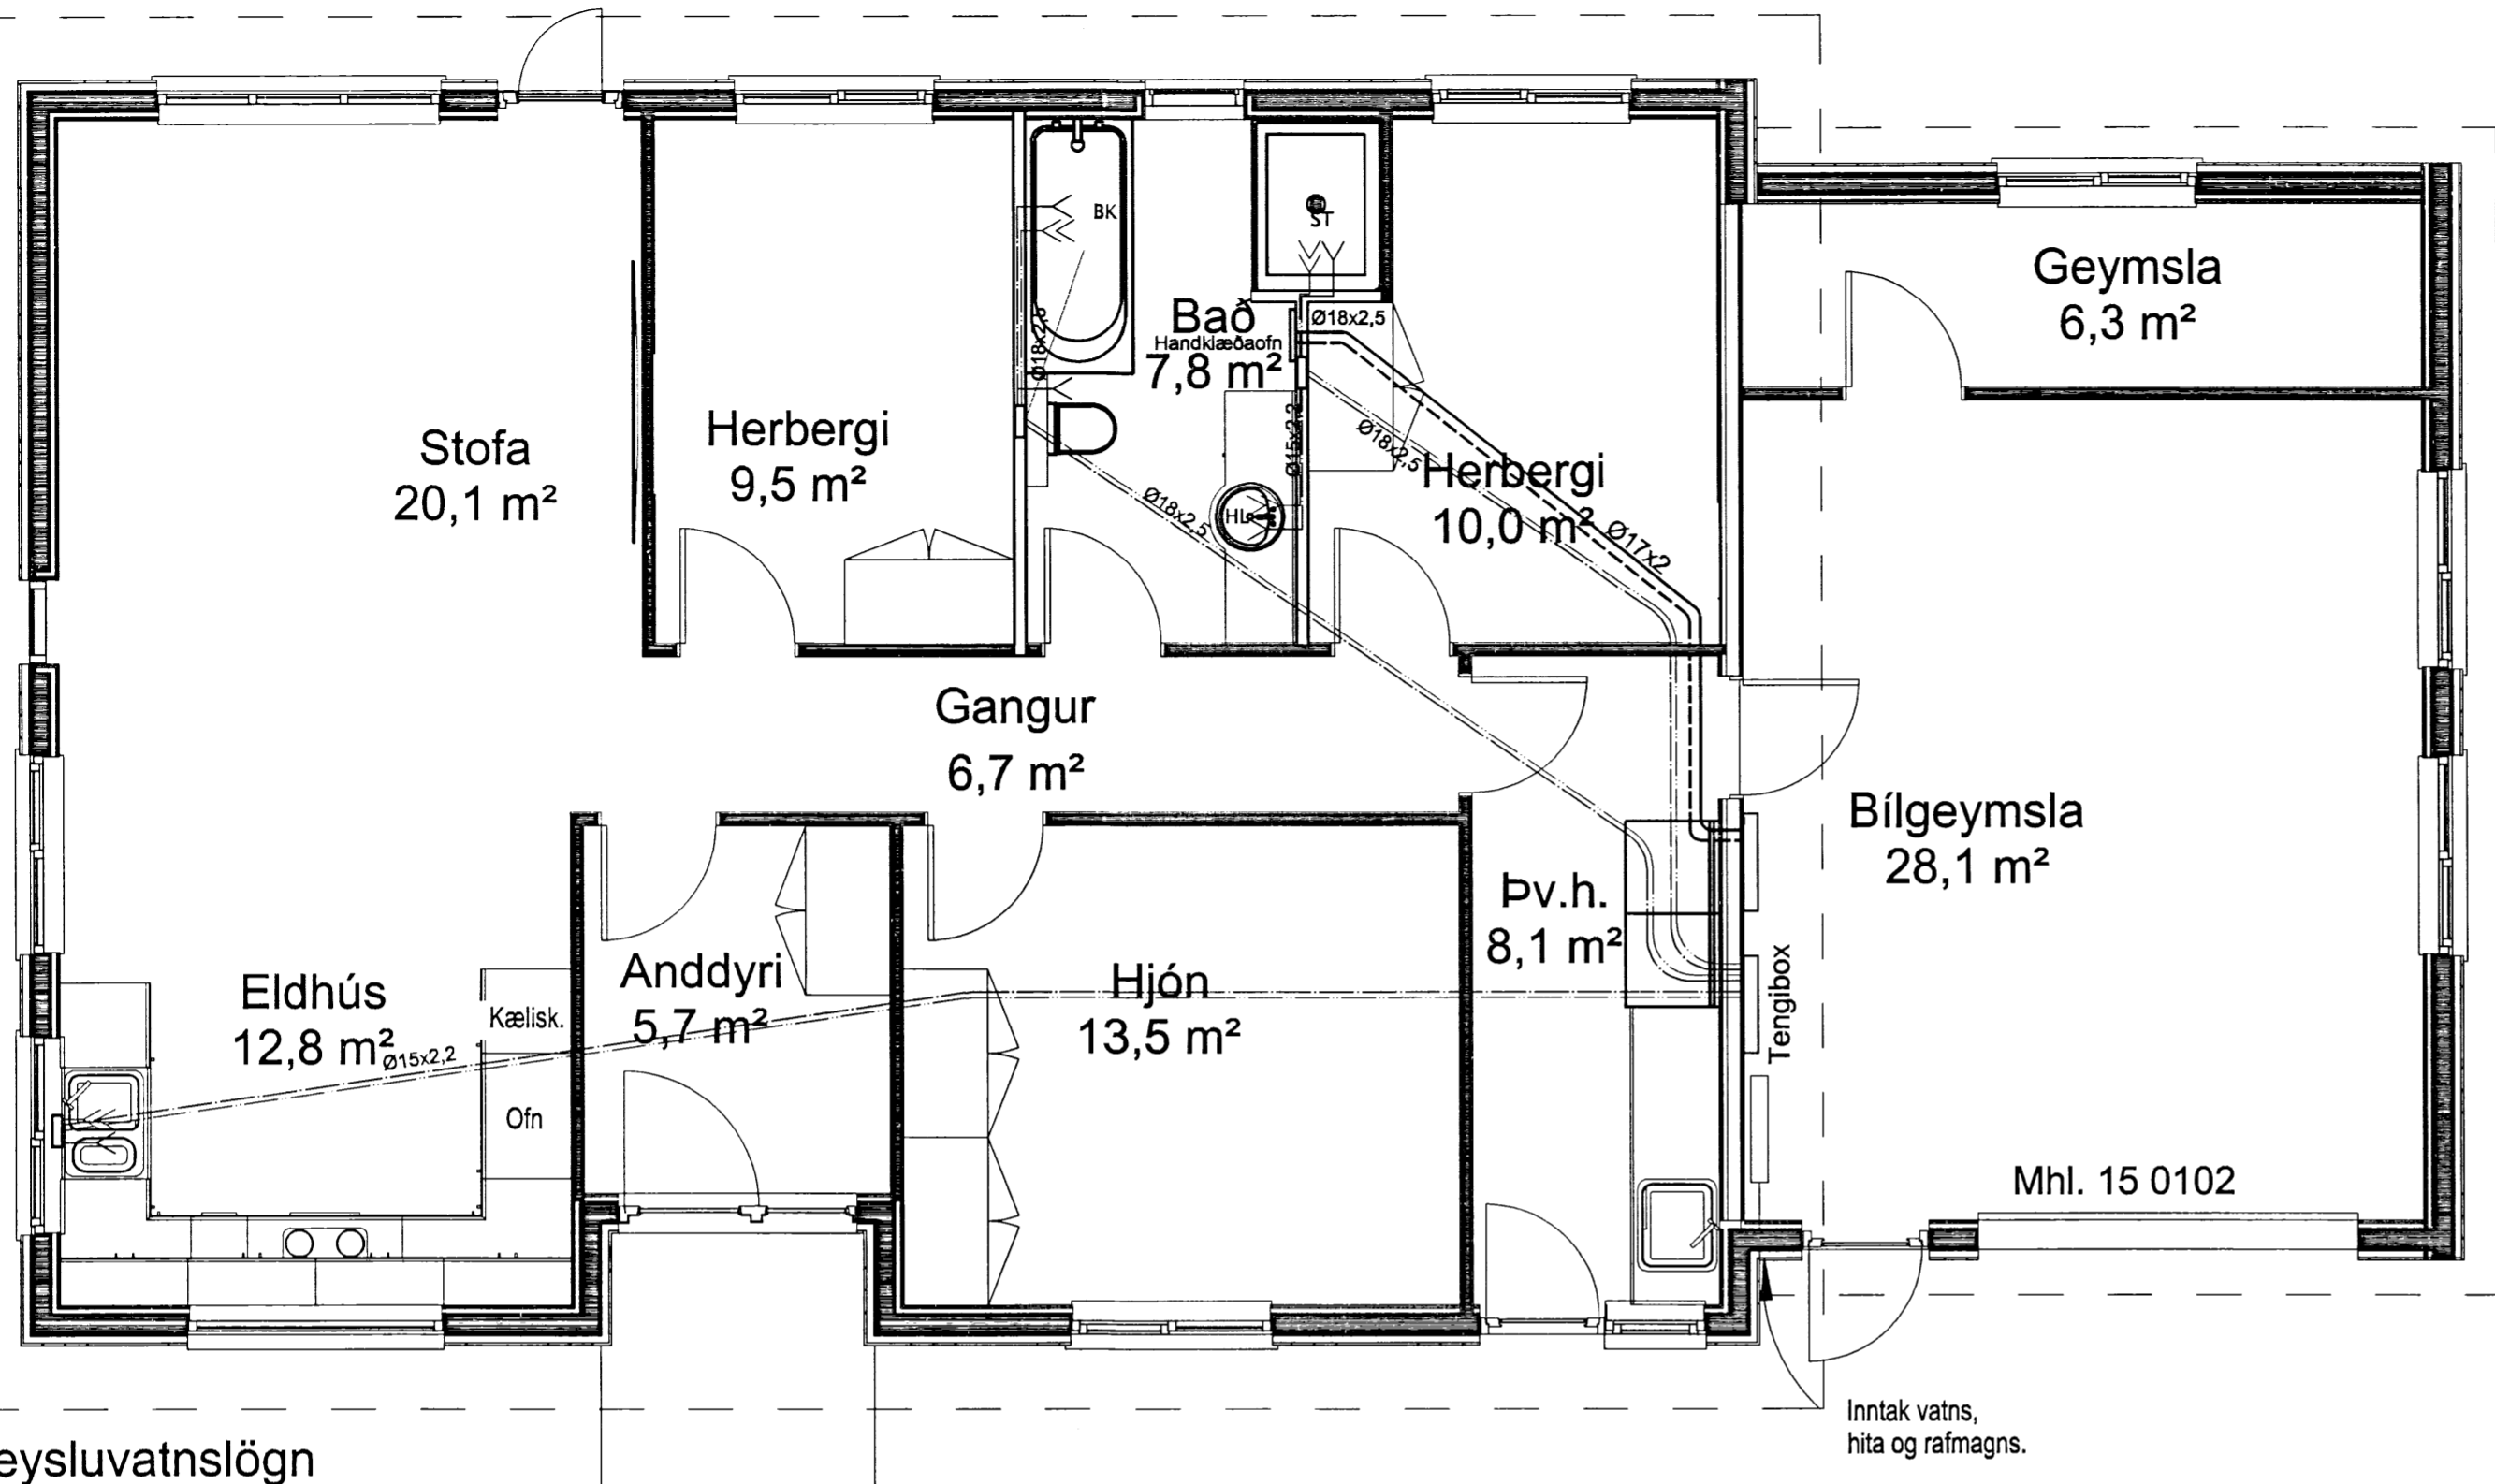 BK
ST
Geymsla
6,3 m²
Bað
Handklæðaofn
7,8 m²
Ø18x2,5
Ø18x2,5
Stofa
20,1 m²
Herbergi
9,5 m²
Ø15x2,2
Ø18x2,5
Herbergi
10,0 m²
Ø18x2,5
HL
Ø17x2
Gangur
6,7 m²
Bílgeymsla
28,1 m²
Þv.h.
8,1 m²
Eldhús
12,8 m²
Ø15x2,2
Kælisk.
Ofn
Anddyri
5,7 m²
Hjón
13,5 m²
Tengibox
Mhl. 15 0102
Inntak vatns,
hita og rafmagns.
eysluvatnslögn